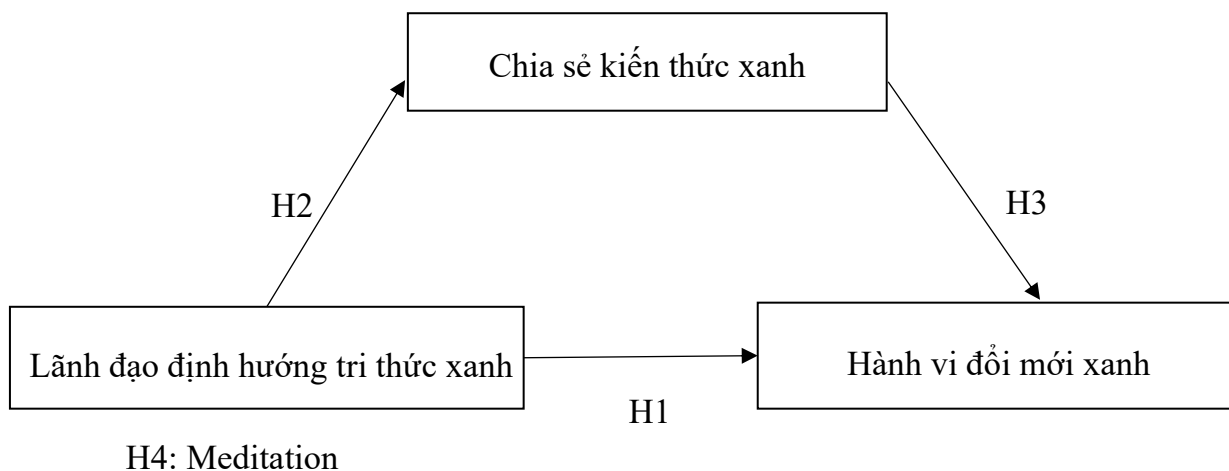 Chia sẻ kiến thức xanh
H2
H3
Lãnh đạo định hướng tri thức xanh
Hành vi đổi mới xanh
H1
H4: Meditation